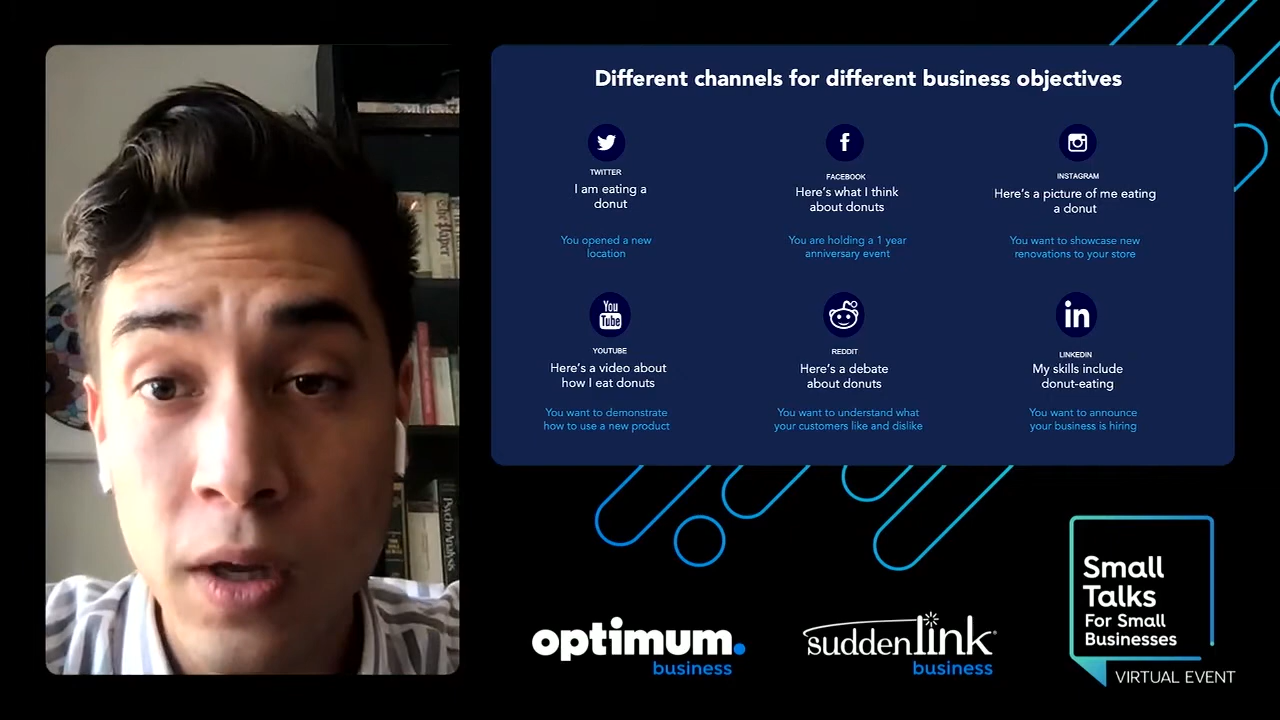 Different channels for different business objectives
TWITTER
I am eating a
donut
You opened a new
location
f
FACEBOOK
Here's what I think
about donuts
You are holding a 1 year
anniversary event
INSTAGRAM
Here's a picture of me eating
a donut
You want to showcase new
renovations to your store
You
Tube
YOUTUBE
Here's a video about
how I eat donuts
You want to demonstrate
how to use a new product
REDDIT
Here's a debate
about donuts
You want to understand what
your customers like and dislike
in
LINKEDIN
My skills include
donut-eating
You want to announce
your business is hiring
Psycho-Analysis
optimum.
business
suddenlink®
business
Small
Talks
For Small
Businesses
VIRTUAL EVENT